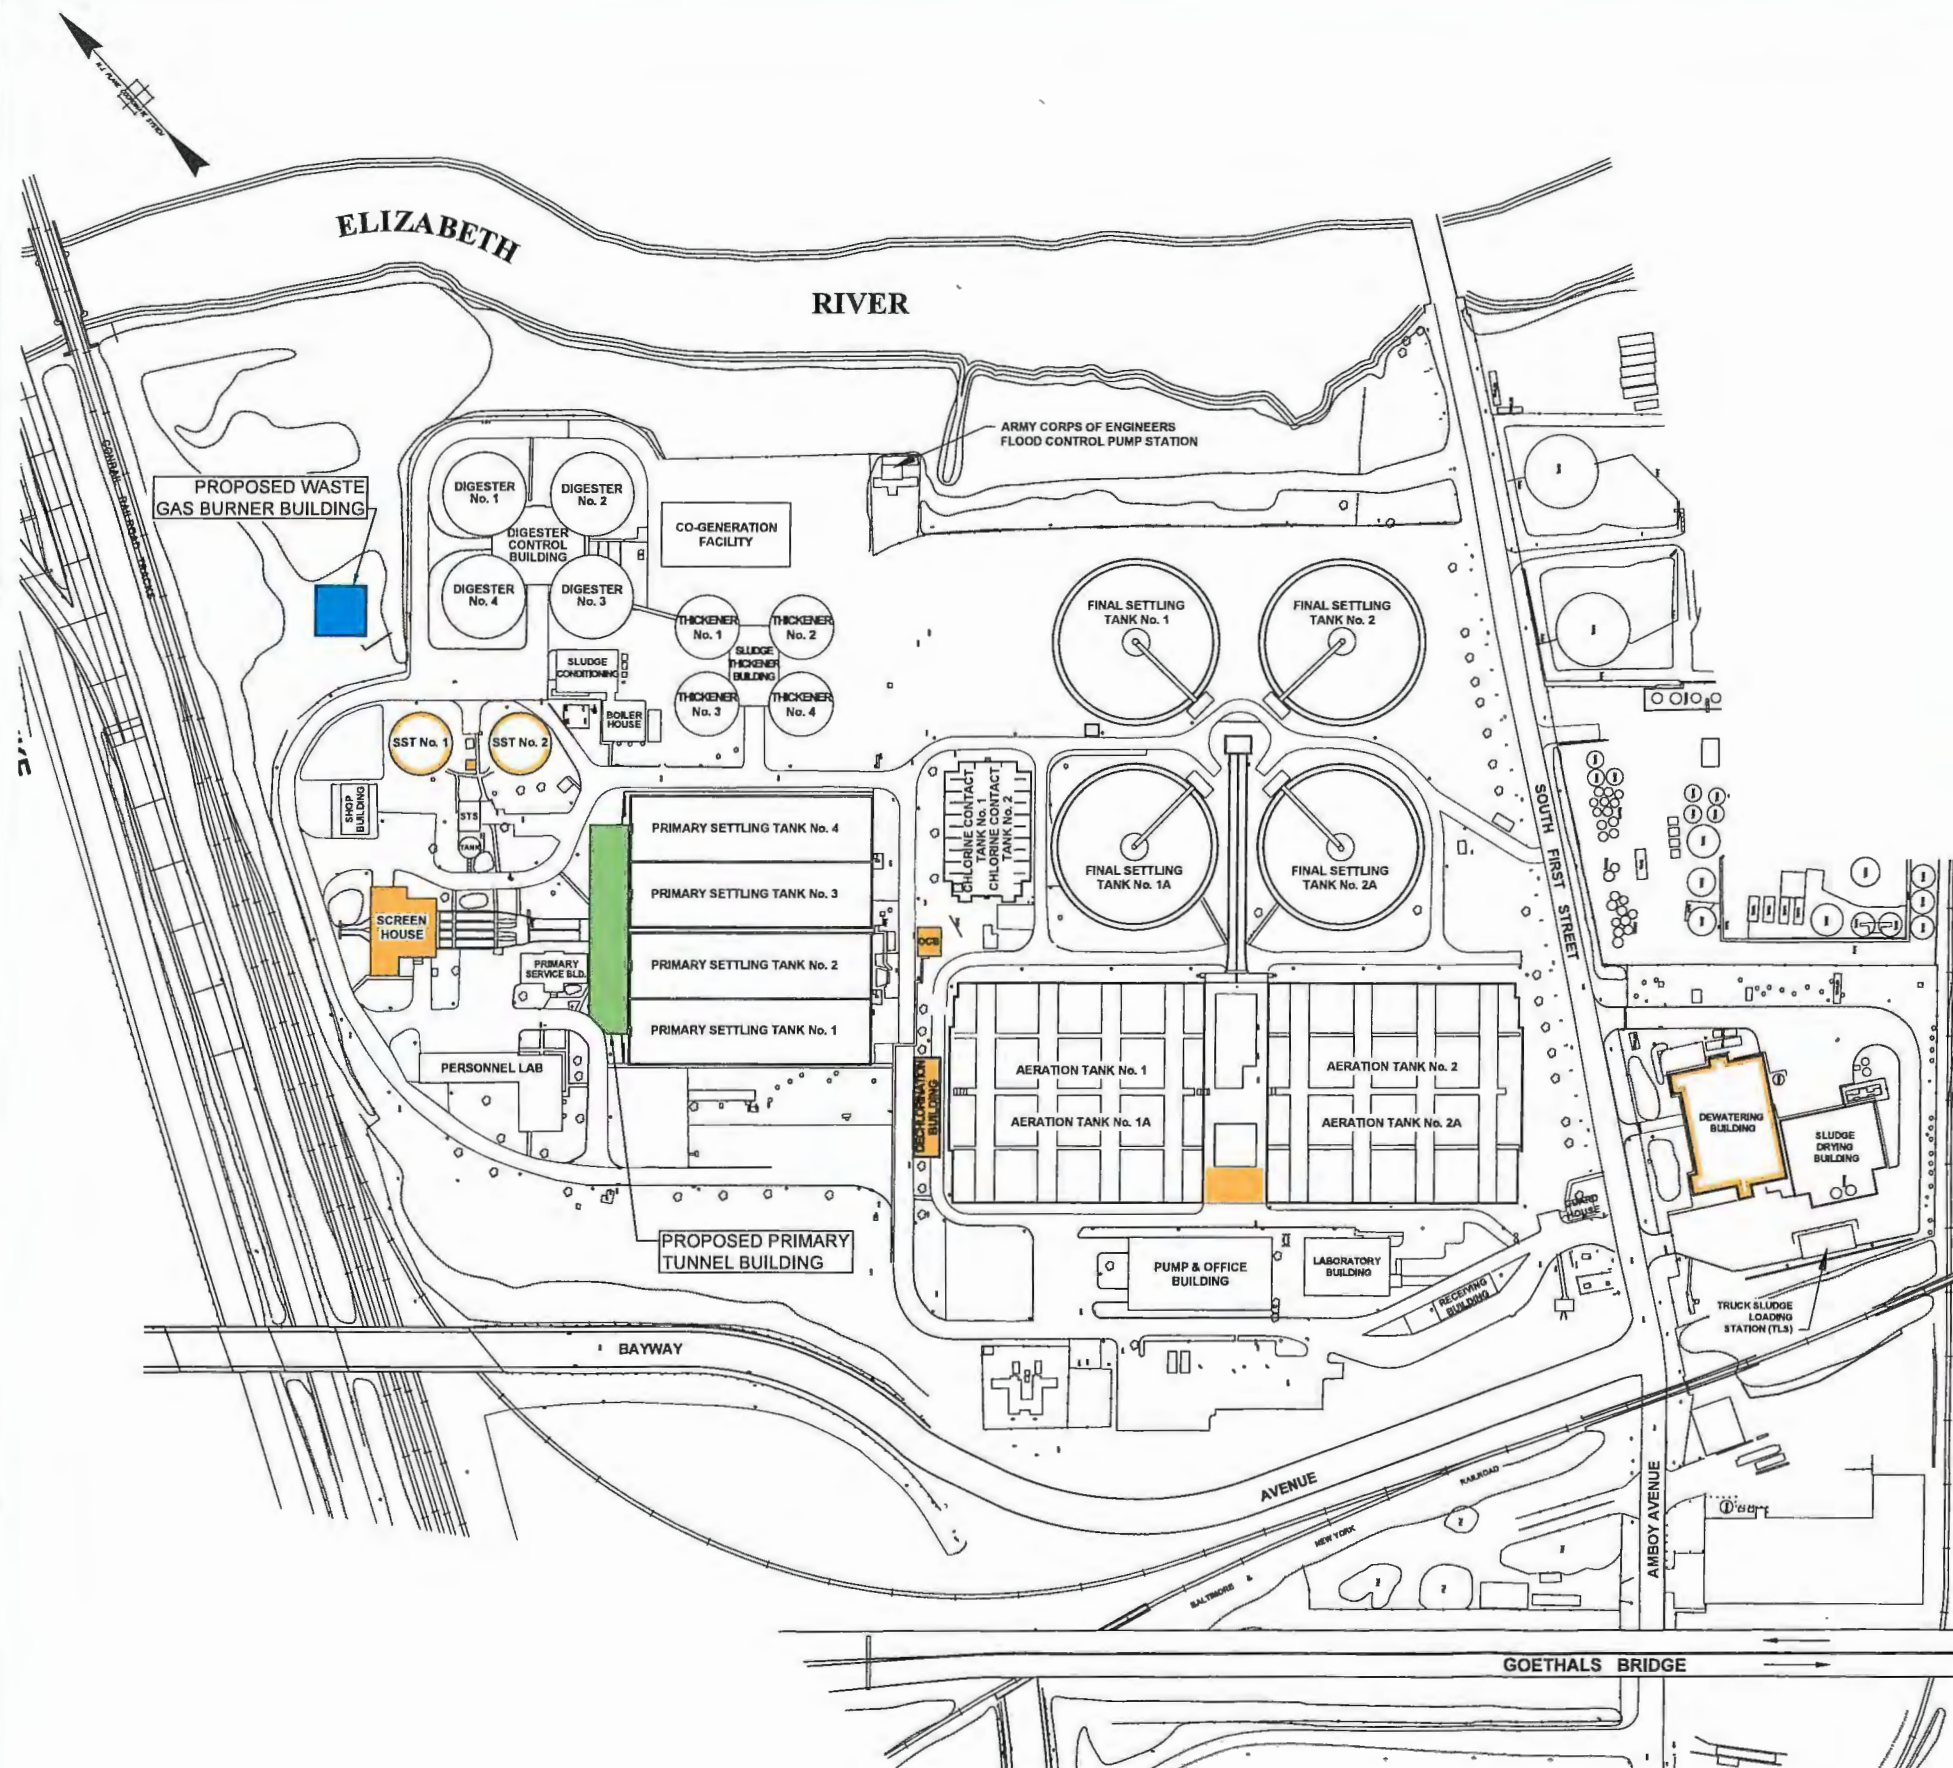 N.J. PLANE COORDINATE SYSTEM
ELIZABETH
RIVER
CONRAIL RAILROAD TRACKS
ARMY CORPS OF ENGINEERS
FLOOD CONTROL PUMP STATION
PROPOSED WASTE
GAS BURNER BUILDING
DIGESTER
No. 1
DIGESTER
No. 2
DIGESTER
CONTROL
BUILDING
DIGESTER
No. 4
DIGESTER
No. 3
CO-GENERATION
FACILITY
THICKENER
No. 1
THICKENER
No. 2
SLUDGE
THICKENER
BUILDING
THICKENER
No. 3
THICKENER
No. 4
SLUDGE
CONDITIONING
BOILER
HOUSE
FINAL SETTLING
TANK No. 1
FINAL SETTLING
TANK No. 2
SST No. 1
SST No. 2
SHOP
BUILDING
STS
TANK
PRIMARY SETTLING TANK No. 4
PRIMARY SETTLING TANK No. 3
PRIMARY SETTLING TANK No. 2
PRIMARY SETTLING TANK No. 1
CHLORINE CONTACT
TANK No. 1
CHLORINE CONTACT
TANK No. 2
FINAL SETTLING
TANK No. 1A
FINAL SETTLING
TANK No. 2A
SOUTH FIRST STREET
SCREEN
HOUSE
PRIMARY
SERVICE BLD.
OCS
PERSONNEL LAB
DECHLORINATION
BUILDING
AERATION TANK No. 1
AERATION TANK No. 2
AERATION TANK No. 1A
AERATION TANK No. 2A
DEWATERING
BUILDING
SLUDGE
DRYING
BUILDING
GUARD
HOUSE
PROPOSED PRIMARY
TUNNEL BUILDING
PUMP & OFFICE
BUILDING
LABORATORY
BUILDING
RECEIVING
BUILDING
TRUCK SLUDGE
LOADING
STATION (TLS)
BAYWAY
AVENUE
BALTIMORE & NEW YORK RAILROAD
AMBOY AVENUE
GOETHALS BRIDGE